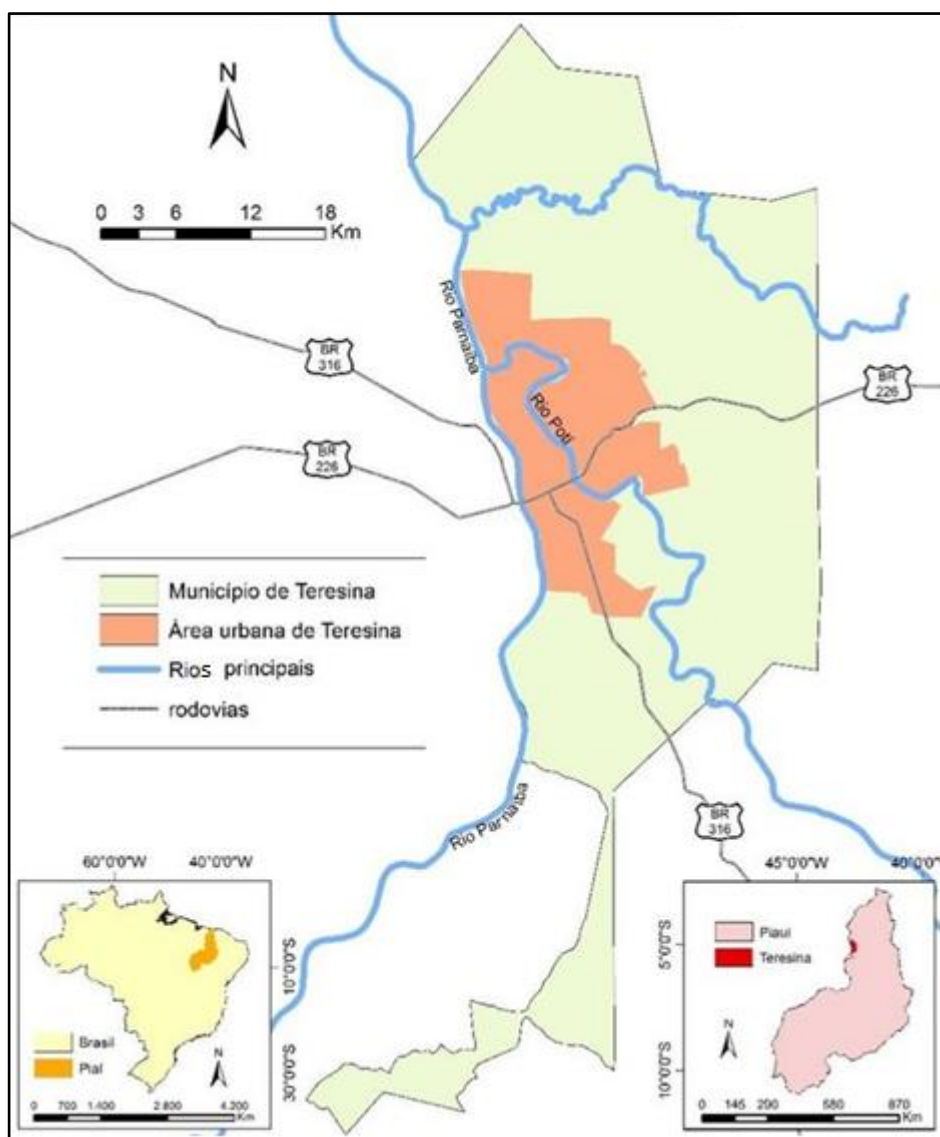 N
0 3 6 12 18
Km
Rio Parnaíba
BR
316
BR
226
Rio Poti
BR
226
Município de Teresina
Área urbana de Teresina
Rios principais
rodovias
Rio Parnaíba
BR
316
60°0'0"W 40°0'0"W
10°0'0"S
30°0'0"S
Brasil
PiaI
N
0 700 1.400 2.800 4.200
Km
45°0'0"W 40°0'0"W
5°0'0"S
10°0'0"S
Piauí
Teresina
N
0 145 290 580 870
Km